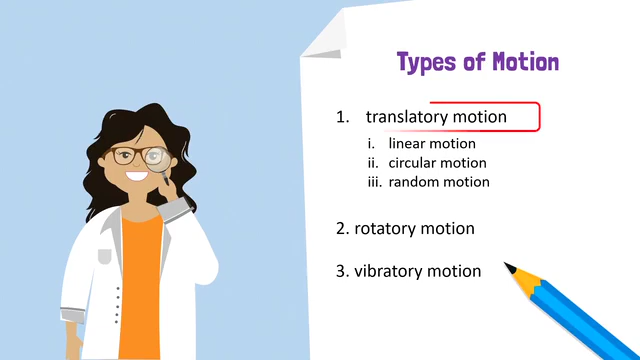 Types of Motion
1. translatory motion
i. linear motion
ii. circular motion
iii. random motion
2. rotatory motion
3. vibratory motion